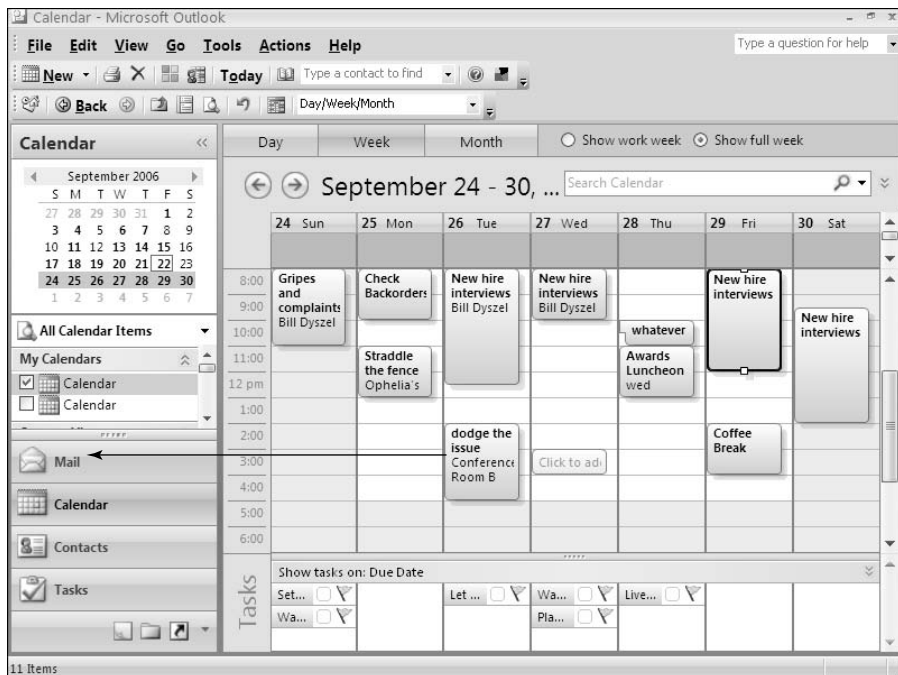 Calendar - Microsoft Outlook
File Edit View Go Tools Actions Help
Type a question for help
New Today Type a contact to find
Back Day/Week/Month
Calendar
Day Week Month Show work week Show full week
September 2006
S M T W T F S
27 28 29 30 31 1 2
3 4 5 6 7 8 9
10 11 12 13 14 15 16
17 18 19 20 21 22 23
24 25 26 27 28 29 30
1 2 3 4 5 6 7
All Calendar Items
My Calendars
Calendar
Calendar
Mail
Calendar
Contacts
Tasks
September 24 - 30, ...
Search Calendar
24 Sun 25 Mon 26 Tue 27 Wed 28 Thu 29 Fri 30 Sat
8:00
9:00
10:00
11:00
12 pm
1:00
2:00
3:00
4:00
5:00
6:00
Gripes
and
complaints
Bill Dyszel
Check
Backorders
Straddle
the fence
Ophelia's
New hire
interviews
Bill Dyszel
dodge the
issue
Conference
Room B
New hire
interviews
Bill Dyszel
Click to ad
whatever
Awards
Luncheon
wed
New hire
interviews
Coffee
Break
New hire
interviews
Tasks
Show tasks on: Due Date
Set... Let ... Wa... Live...
Wa... Pla...
11 Items